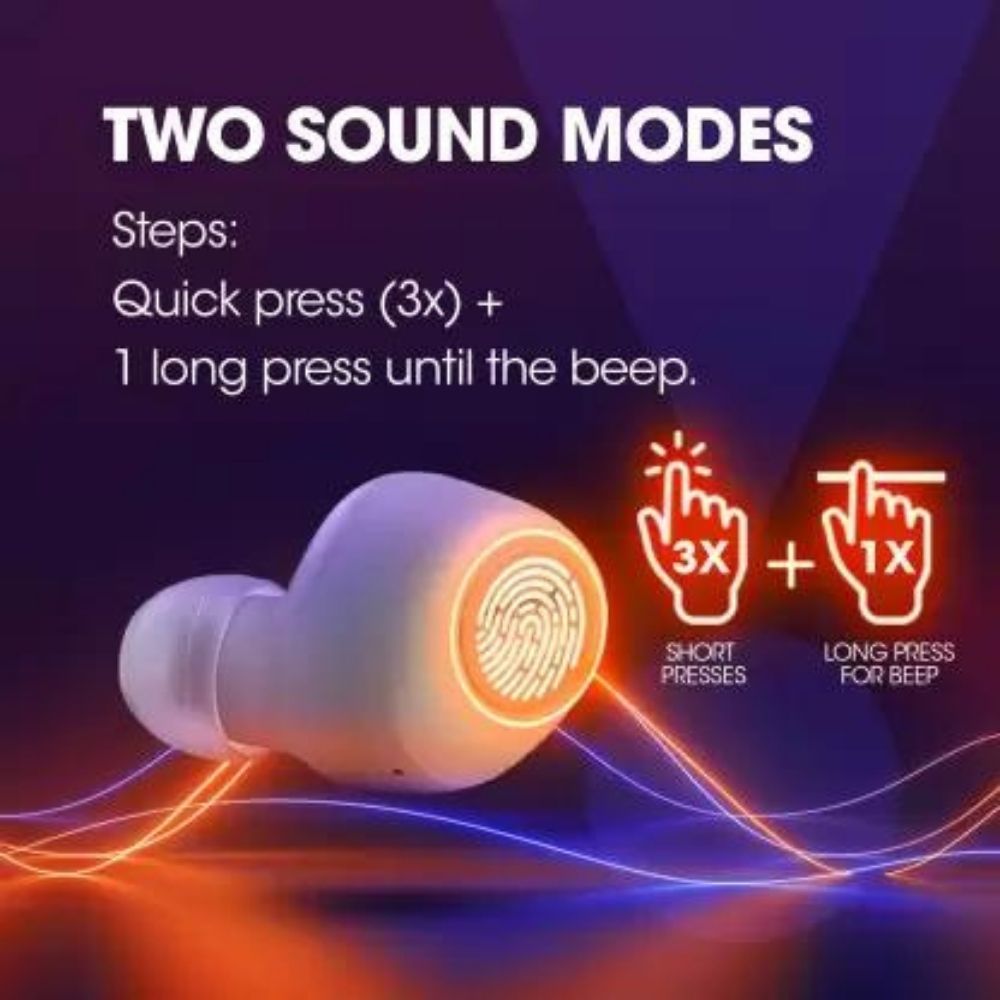 TWO SOUND MODES
Steps:
Quick press (3x) +
1 long press until the beep.
3X + 1X
SHORT
PRESSES
LONG PRESS
FOR BEEP